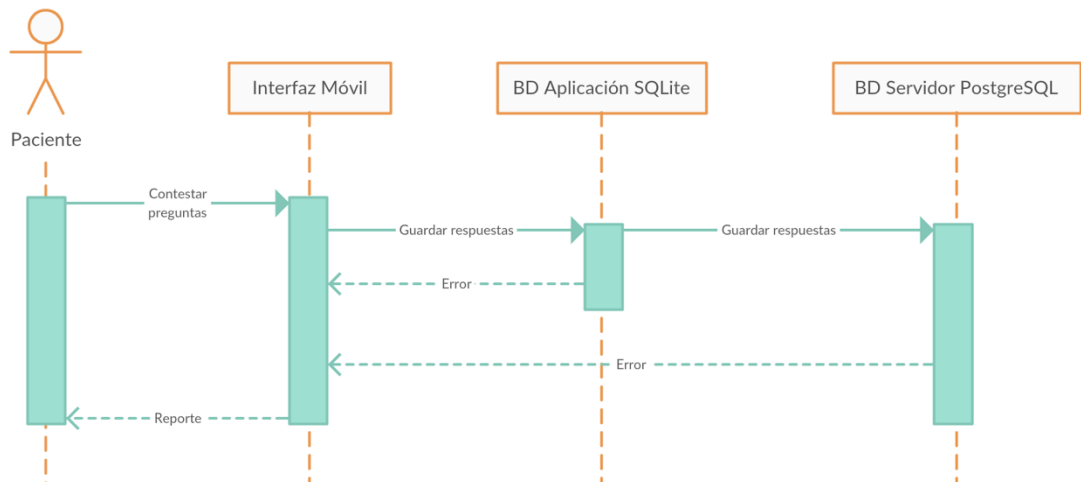 Interfaz Móvil
BD Aplicación SQLite
BD Servidor PostgreSQL
Paciente
Contestar
preguntas
Guardar respuestas
Guardar respuestas
Error
Error
Reporte